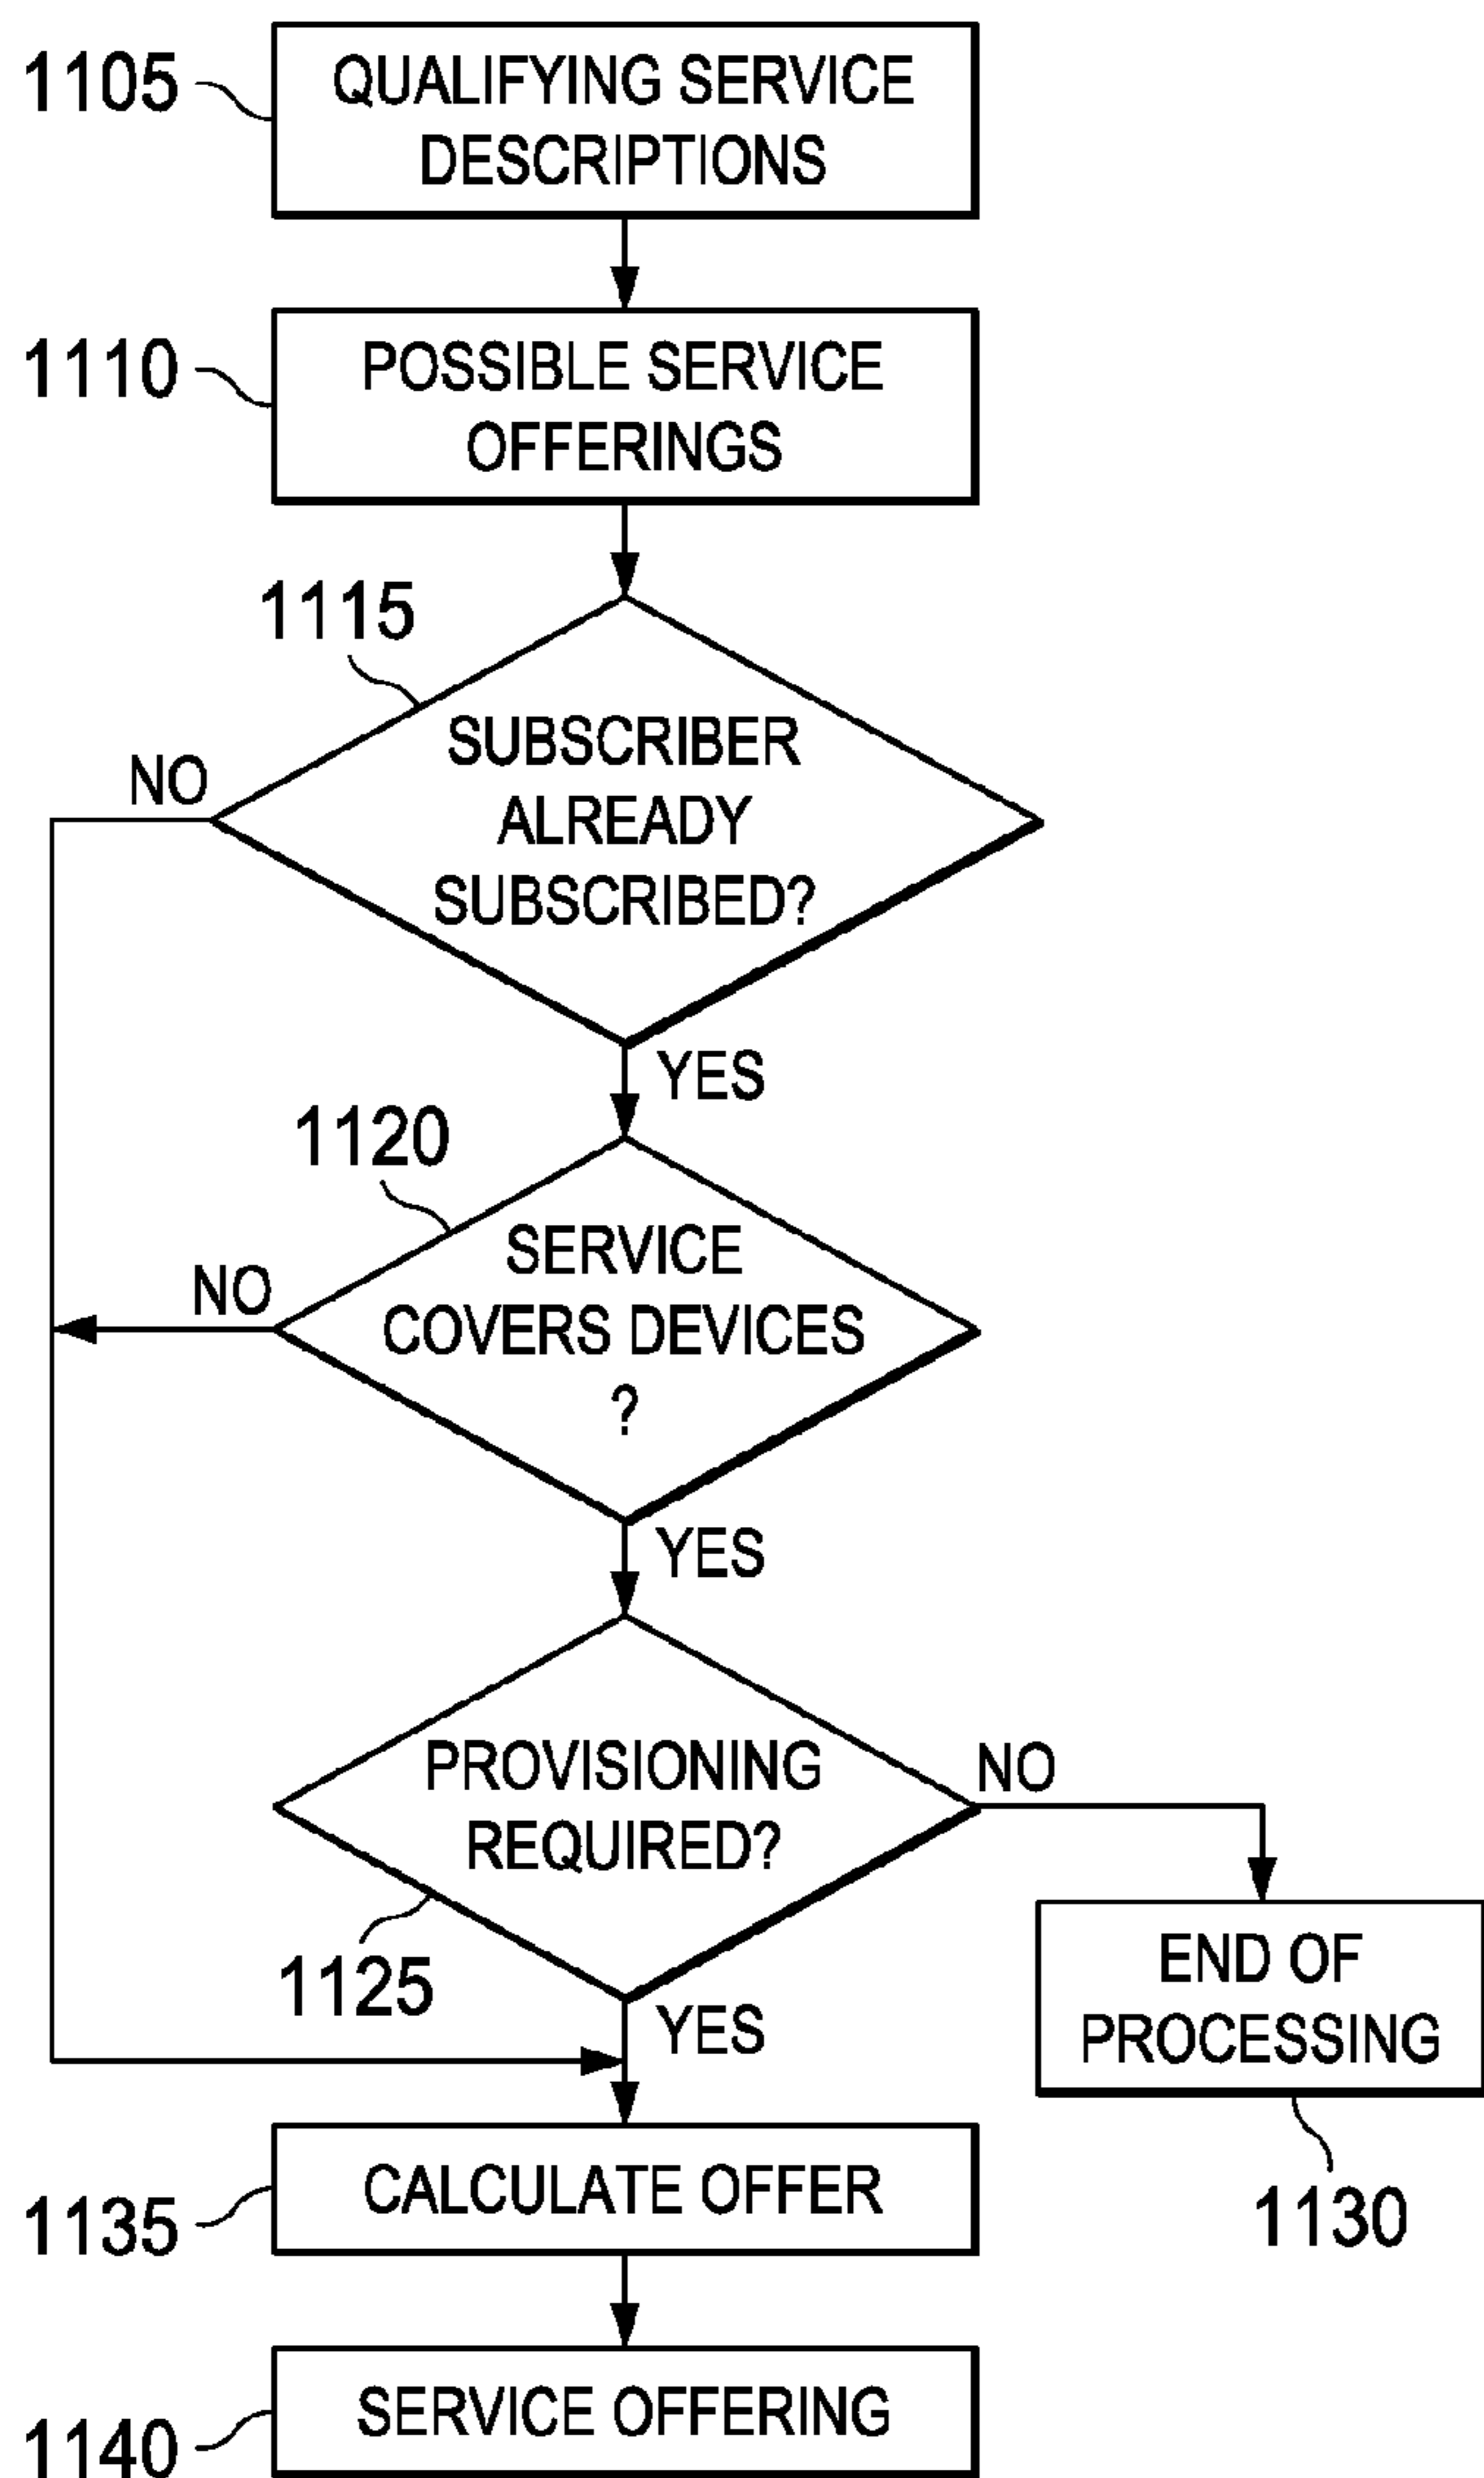 1105
QUALIFYING SERVICE
DESCRIPTIONS
1110
POSSIBLE SERVICE
OFFERINGS
1115
SUBSCRIBER
ALREADY
SUBSCRIBED?
NO
YES
1120
SERVICE
COVERS DEVICES
?
NO
YES
PROVISIONING
REQUIRED?
NO
1125
YES
END OF
PROCESSING
1130
CALCULATE OFFER
1135
SERVICE OFFERING
1140